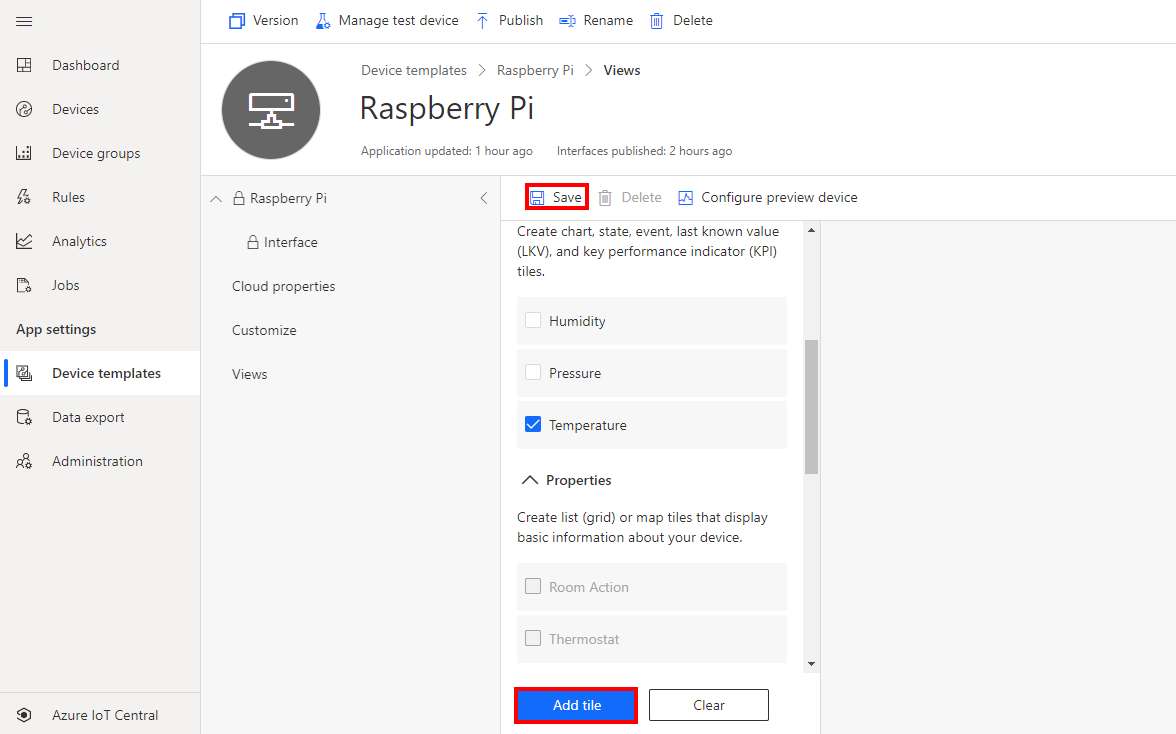 Version Manage test device Publish Rename Delete
Dashboard
Devices
Device groups
Rules
Analytics
Jobs
App settings
Device templates
Data export
Administration
Azure IoT Central
Device templates Raspberry Pi Views
Raspberry Pi
Application updated: 1 hour ago Interfaces published: 2 hours ago
Raspberry Pi
Interface
Cloud properties
Customize
Views
Save Delete Configure preview device
Create chart, state, event, last known value
(LKV), and key performance indicator (KPI)
tiles.
Humidity
Pressure
Temperature
Properties
Create list (grid) or map tiles that display
basic information about your device.
Room Action
Thermostat
Add tile Clear